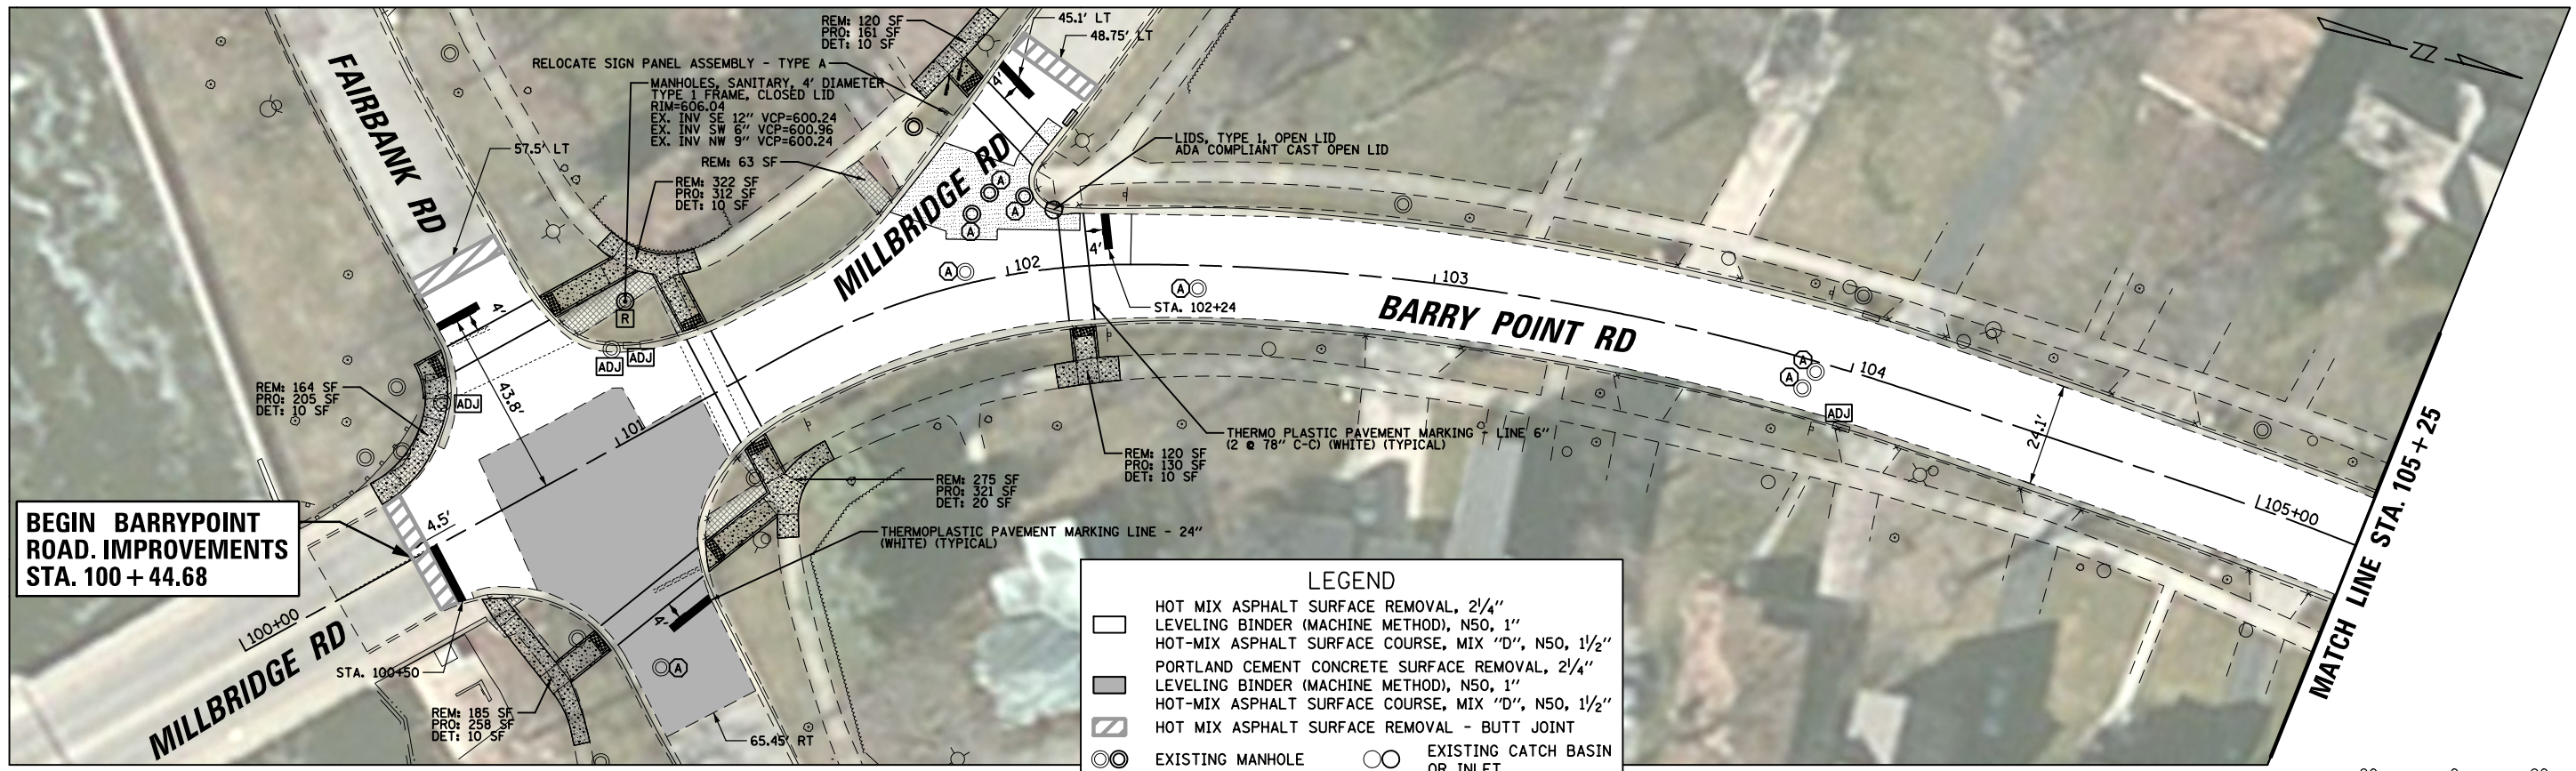 REM: 120 SF
PRO: 161 SF
DET: 10 SF
45.1' LT
48.75' LT
RELOCATE SIGN PANEL ASSEMBLY - TYPE A
4'
MANHOLES, SANITARY, 4' DIAMETER
TYPE 1 FRAME, CLOSED LID
RIM=606.04
EX. INV SE 12" VCP=600.24
EX. INV SW 6" VCP=600.96
EX. INV NW 9" VCP=600.24
FAIRBANK RD
57.5' LT
REM: 63 SF
LIDS, TYPE 1, OPEN LID
ADA COMPLIANT CAST OPEN LID
REM: 322 SF
PRO: 312 SF
DET: 10 SF
MILLBRIDGE RD
A
A
A
A
A
4'
102
103
STA. 102+24
BARRY POINT RD
4'
R
ADJ
ADJ
A
A
104
ADJ
REM: 164 SF
PRO: 205 SF
DET: 10 SF
ADJ
43.8'
101
24.1'
THERMO PLASTIC PAVEMENT MARKING - LINE 6"
(2 @ 78" C-C) (WHITE) (TYPICAL)
REM: 120 SF
PRO: 130 SF
DET: 10 SF
REM: 275 SF
PRO: 321 SF
DET: 20 SF
105+00
MATCH LINE STA. 105+25
BEGIN BARRYPOINT
ROAD. IMPROVEMENTS
STA. 100+44.68
4.5'
THERMOPLASTIC PAVEMENT MARKING LINE - 24"
(WHITE) (TYPICAL)
4'
100+00
MILLBRIDGE RD
STA. 100+50
A
REM: 185 SF
PRO: 258 SF
DET: 10 SF
65.45' RT
LEGEND
HOT MIX ASPHALT SURFACE REMOVAL, 2 1/4"
LEVELING BINDER (MACHINE METHOD), N50, 1"
HOT-MIX ASPHALT SURFACE COURSE, MIX "D", N50, 1 1/2"
PORTLAND CEMENT CONCRETE SURFACE REMOVAL, 2 1/4"
LEVELING BINDER (MACHINE METHOD), N50, 1"
HOT-MIX ASPHALT SURFACE COURSE, MIX "D", N50, 1 1/2"
HOT MIX ASPHALT SURFACE REMOVAL - BUTT JOINT
EXISTING MANHOLE
EXISTING CATCH BASIN
OR INLET
Z